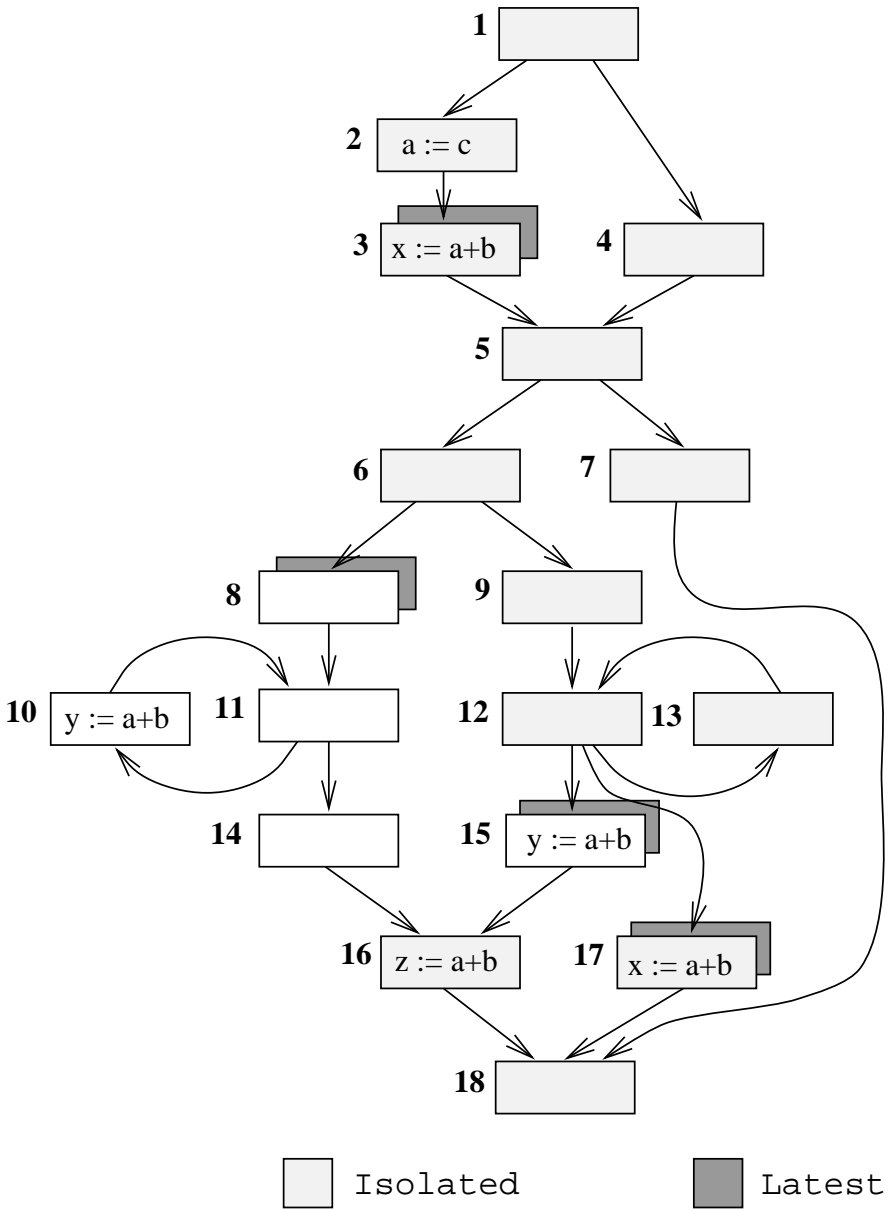 1
2
a := c
3
x := a+b
4
5
6
7
8
9
10
y := a+b
11
12
13
14
15
y := a+b
16
z := a+b
17
x := a+b
18
Isolated
Latest